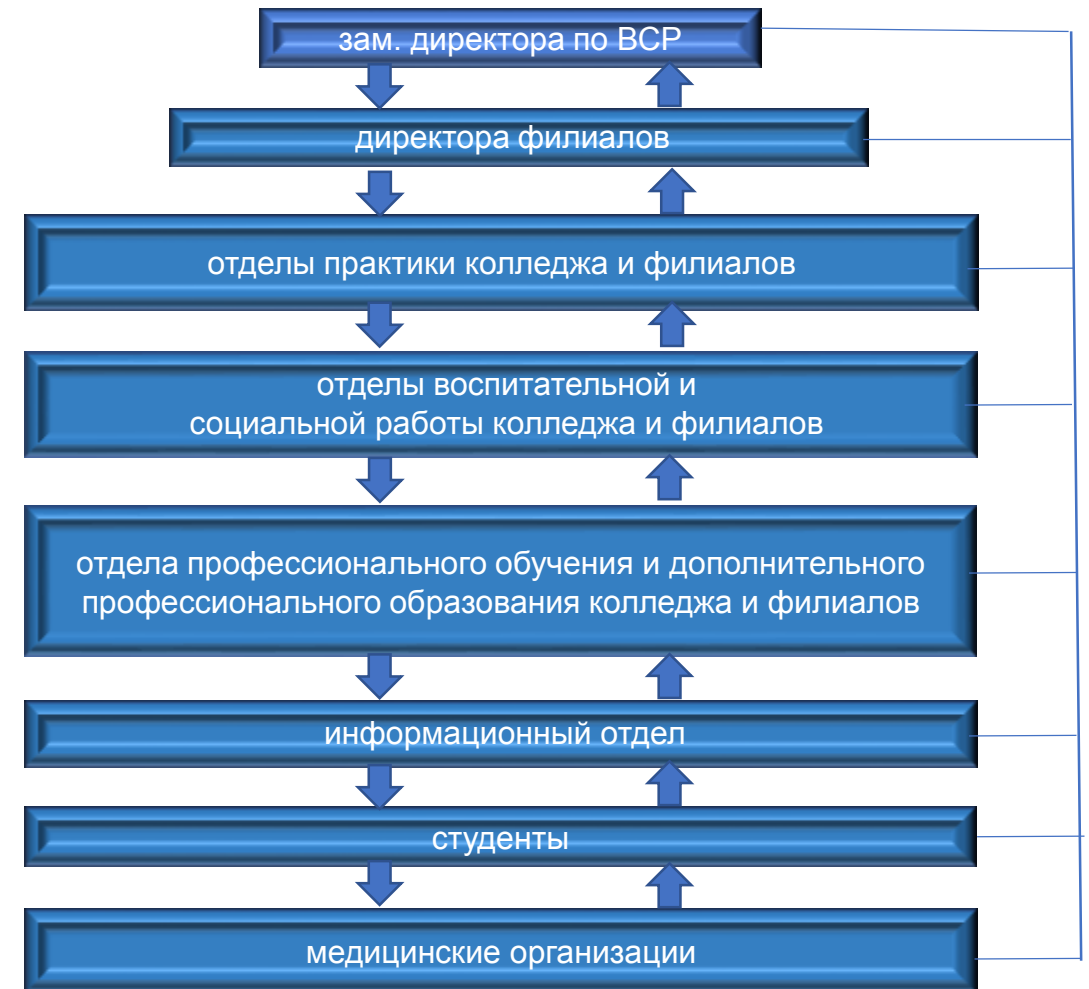 зам. директора по ВСР
директора филиалов
отделы практики колледжа и филиалов
отделы воспитательной и
социальной работы колледжа и филиалов
отдела профессионального обучения и дополнительного
профессионального образования колледжа и филиалов
информационный отдел
студенты
медицинские организации